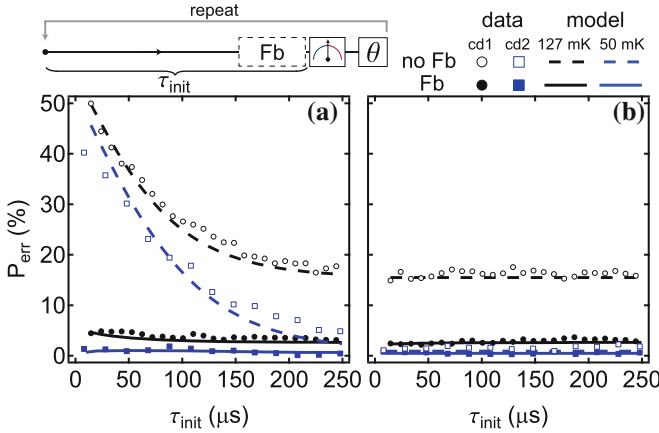 repeat
Fb
θ
τinit
data model
cd1 cd2 127 mK 50 mK
no Fb
Fb
(a)
(b)
Perr (%)
50
40
30
20
10
0
0 50 100 150 200 250
0 50 100 150 200 250
τinit (μs)
τinit (μs)